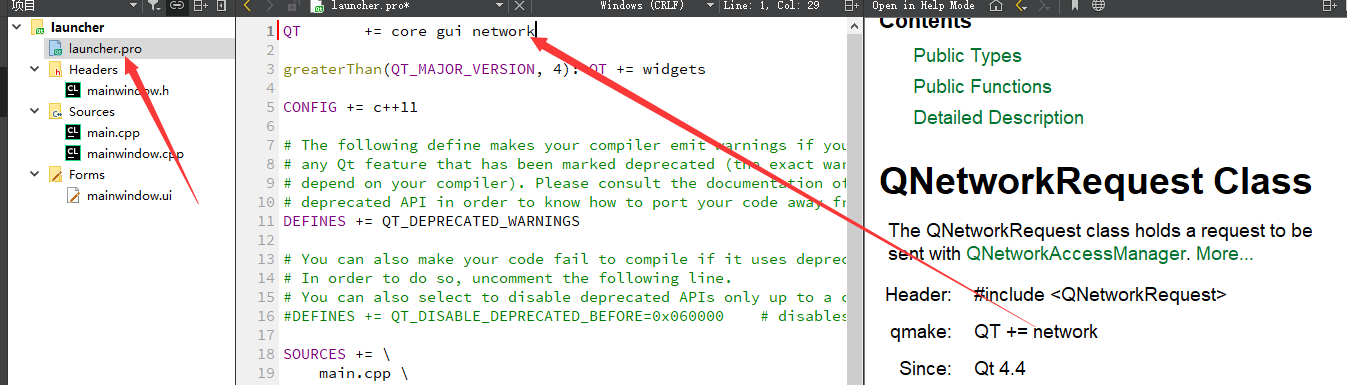 项目
launcher
launcher.pro
Headers
mainwindow.h
Sources
main.cpp
mainwindow.cpp
Forms
mainwindow.ui
launcher.pro*
Windows (CRLF)
Line: 1, Col: 29
1 QT += core gui network
2
3 greaterThan(QT_MAJOR_VERSION, 4): QT += widgets
4
5 CONFIG += c++11
6
7 # The following define makes your compiler emit warnings if you
8 # any Qt feature that has been marked deprecated (the exact war
9 # depend on your compiler). Please consult the documentation of
10 # deprecated API in order to know how to port your code away fr
11 DEFINES += QT_DEPRECATED_WARNINGS
12
13 # You can also make your code fail to compile if it uses deprec
14 # In order to do so, uncomment the following line.
15 # You can also select to disable deprecated APIs only up to a c
16 #DEFINES += QT_DISABLE_DEPRECATED_BEFORE=0x060000 # disables
17
18 SOURCES += \
19 main.cpp \
Open in Help Mode
Contents
Public Types
Public Functions
Detailed Description
QNetworkRequest Class
The QNetworkRequest class holds a request to be
sent with QNetworkAccessManager. More...
Header: #include <QNetworkRequest>
qmake: QT += network
Since: Qt 4.4